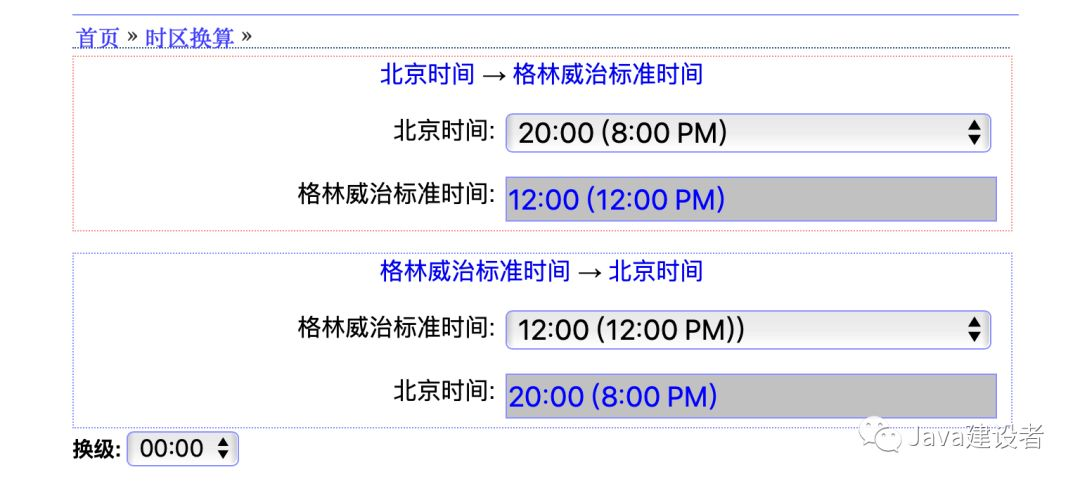 首页 » 时区换算 »
北京时间 → 格林威治标准时间
北京时间: 20:00 (8:00 PM)
格林威治标准时间: 12:00 (12:00 PM)
格林威治标准时间 → 北京时间
格林威治标准时间: 12:00 (12:00 PM))
北京时间: 20:00 (8:00 PM)
换级: 00:00
Java建设者